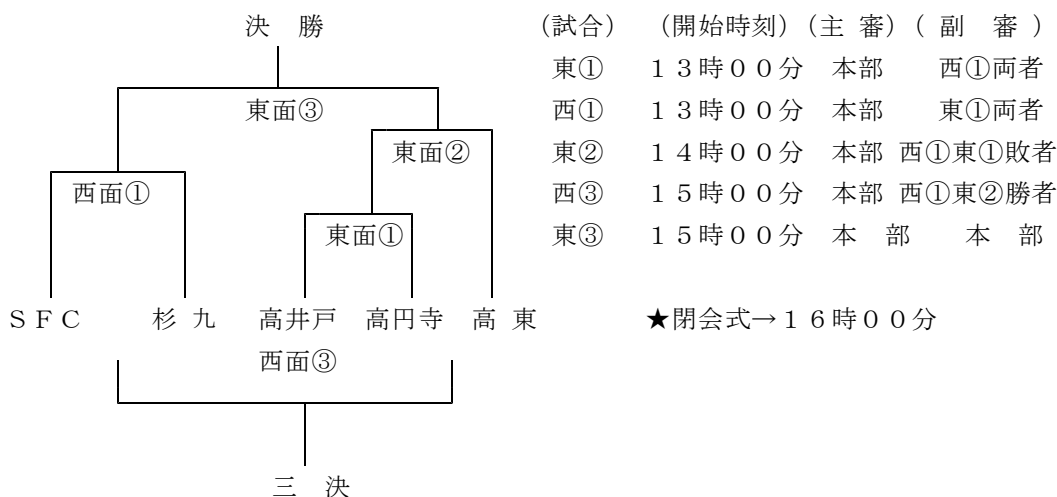 決　勝　　　　　　　　（試合）　（開始時刻）（主 審）（ 副　審 ）
東①　１３時００分　本部　　西①両者
東面③　　　　　　　　西①　１３時００分　本部　　東①両者
東面②　　東②　１４時００分　本部 西①東①敗者
西面①　　　　　　　　西③　１５時００分　本部 西①東②勝者
東面①　　　東③　１５時００分　本　部　　本　部
ＳＦＣ　　杉 九　　高井戸　高円寺　高 東　　　★閉会式→１６時００分
西面③
三　決